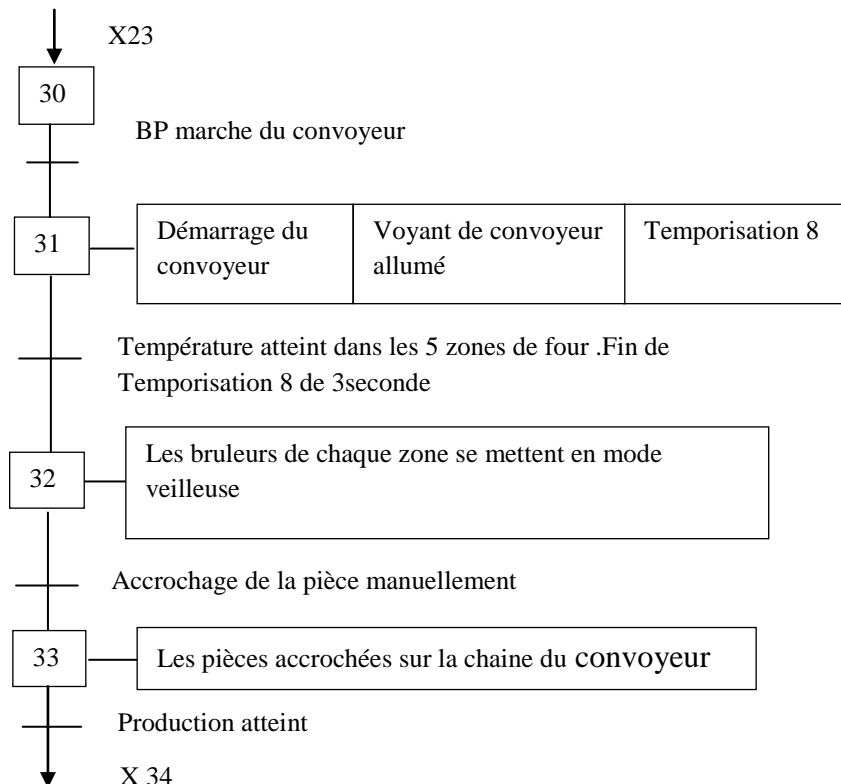 X23
30
BP marche du convoyeur
31
Démarrage du
convoyeur
Voyant de convoyeur
allumé
Temporisation 8
Température atteint dans les 5 zones de four .Fin de
Temporisation 8 de 3seconde
32
Les bruleurs de chaque zone se mettent en mode
veilleuse
Accrochage de la pièce manuellement
33
Les pièces accrochées sur la chaine du convoyeur
Production atteint
X 34